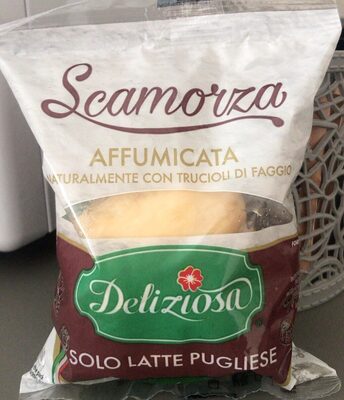 Scamorza
AFFUMICATA
NATURALMENTE CON TRUCIOLI DI FAGGIO
Deliziosa
SOLO LATTE PUGLIESE